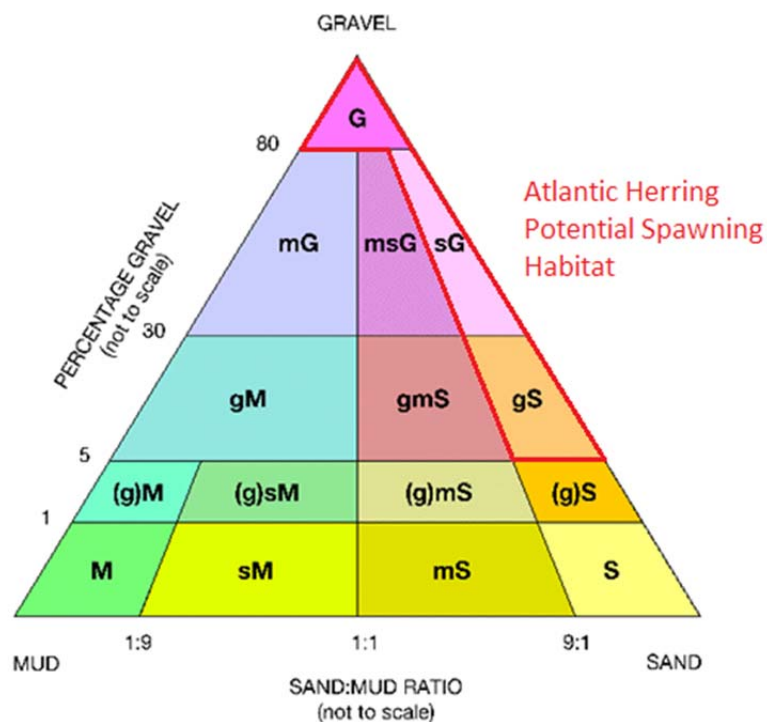 GRAVEL
G
80
Atlantic Herring
Potential Spawning
Habitat
mG
msG
sG
PERCENTAGE GRAVEL
(not to scale)
30
gM
gmS
gS
5
(g)M
(g)sM
(g)mS
(g)S
1
M
sM
mS
S
1:9
1:1
9:1
MUD
SAND
SAND:MUD RATIO
(not to scale)